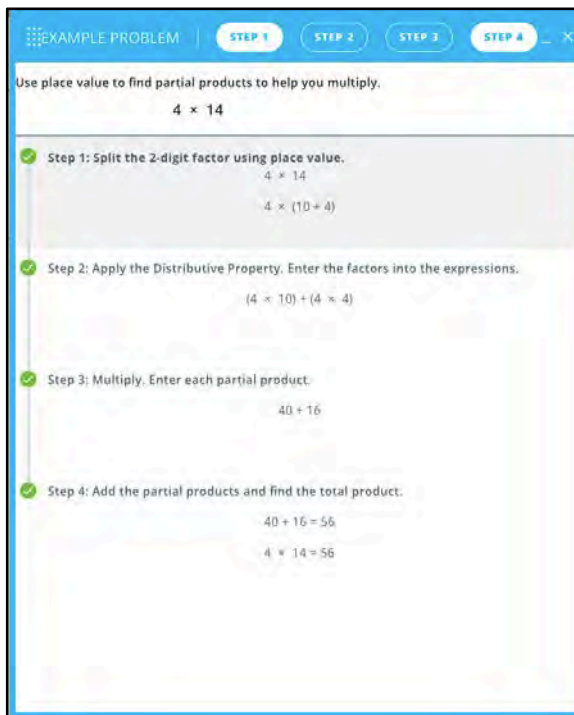 EXAMPLE PROBLEM | STEP 1 STEP 2 STEP 3 STEP 4 _ ×
Use place value to find partial products to help you multiply.
4 × 14
Step 1: Split the 2-digit factor using place value.
4 × 14
4 × (10 + 4)
Step 2: Apply the Distributive Property. Enter the factors into the expressions.
(4 × 10) + (4 × 4)
Step 3: Multiply. Enter each partial product.
40 + 16
Step 4: Add the partial products and find the total product.
40 + 16 = 56
4 × 14 = 56